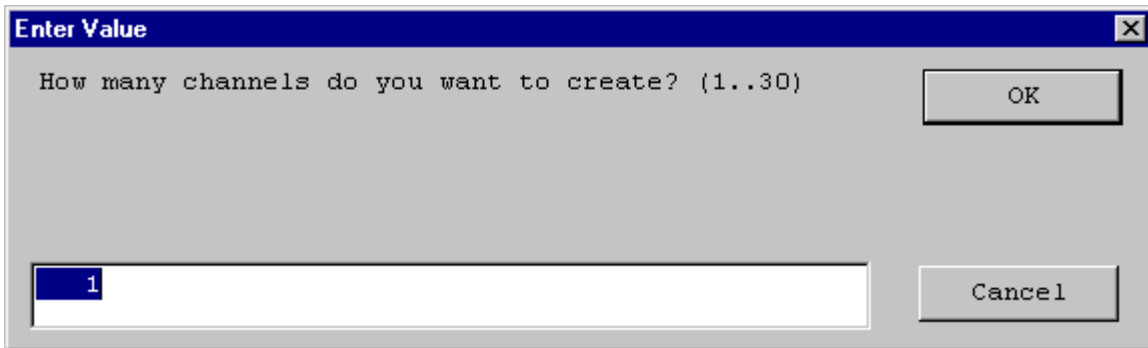 Enter Value
How many channels do you want to create? (1..30)
OK
1
Cancel